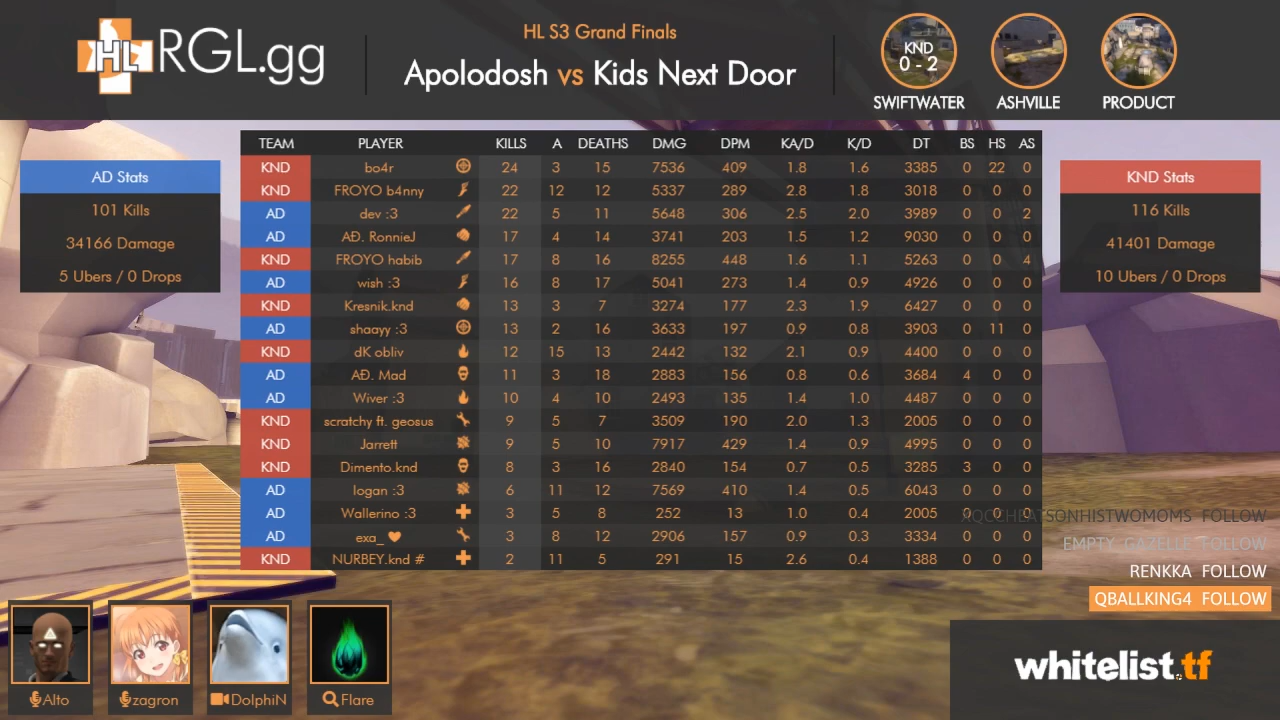 HL RGL.gg
HL S3 Grand Finals
Apolodosh vs Kids Next Door
KND
0 - 2
SWIFTWATER ASHVILLE PRODUCT
AD Stats
101 Kills
34166 Damage
5 Ubers / 0 Drops
TEAM PLAYER KILLS A DEATHS DMG DPM KA/D K/D DT BS HS AS
KND bo4r 24 3 15 7536 409 1.8 1.6 3385 0 22 0
KND FROYO b4nny 22 12 12 5337 289 2.8 1.8 3018 0 0 0
AD dev :3 22 5 11 5648 306 2.5 2.0 3989 0 0 2
AD AĐ. RonnieJ 17 4 14 3741 203 1.5 1.2 9030 0 0 0
KND FROYO habib 17 8 16 8255 448 1.6 1.1 5263 0 0 4
AD wish :3 16 8 17 5041 273 1.4 0.9 4926 0 0 0
KND Kresnik.knd 13 3 7 3274 177 2.3 1.9 6427 0 0 0
AD shaayy :3 13 2 16 3633 197 0.9 0.8 3903 0 11 0
KND dK obliv 12 15 13 2442 132 2.1 0.9 4400 0 0 0
AD AĐ. Mad 11 3 18 2883 156 0.8 0.6 3684 4 0 0
AD Wiver :3 10 4 10 2493 135 1.4 1.0 4487 0 0 0
KND scratchy ft. geosus 9 5 7 3509 190 2.0 1.3 2005 0 0 0
KND Jarrett 9 5 10 7917 429 1.4 0.9 4995 0 0 0
KND Dimento.knd 8 3 16 2840 154 0.7 0.5 3285 3 0 0
AD logan :3 6 11 12 7569 410 1.4 0.5 6043 0 0 0
AD Wallerino :3 3 5 8 252 13 1.0 0.4 2005 0 0 0
AD exa_ ♥ 3 8 12 2906 157 0.9 0.3 3334 0 0 0
KND NURBEY.knd # 2 11 5 291 15 2.6 0.4 1388 0 0 0
KND Stats
116 Kills
41401 Damage
10 Ubers / 0 Drops
FOLLOW
EMPTY_GAZELLE FOLLOW
RENKKA FOLLOW
QBALLKING4 FOLLOW
Alto zagron DolphiN Flare
whitelist.tf